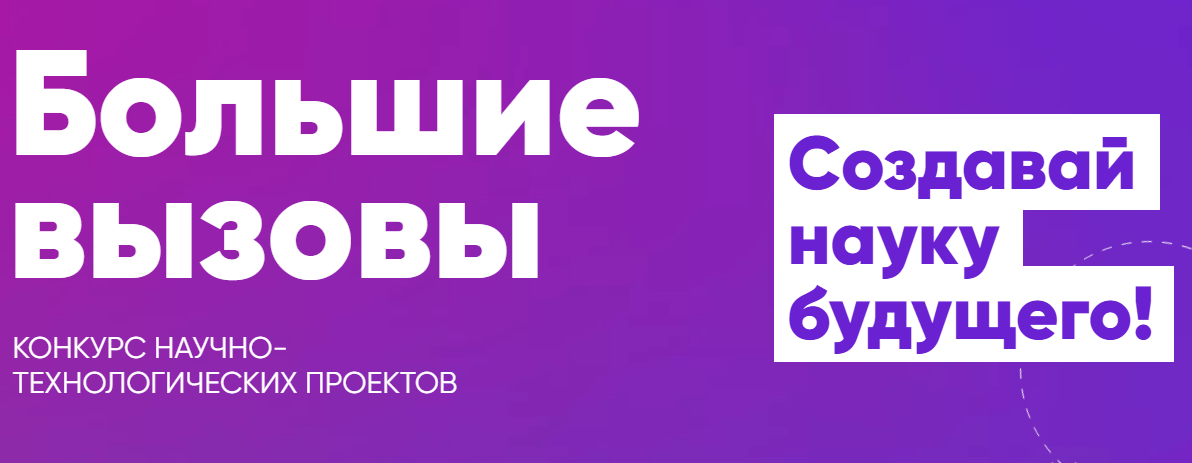 Большие
вызовы
КОНКУРС НАУЧНО-
ТЕХНОЛОГИЧЕСКИХ ПРОЕКТОВ
Создавай
науку
будущего!